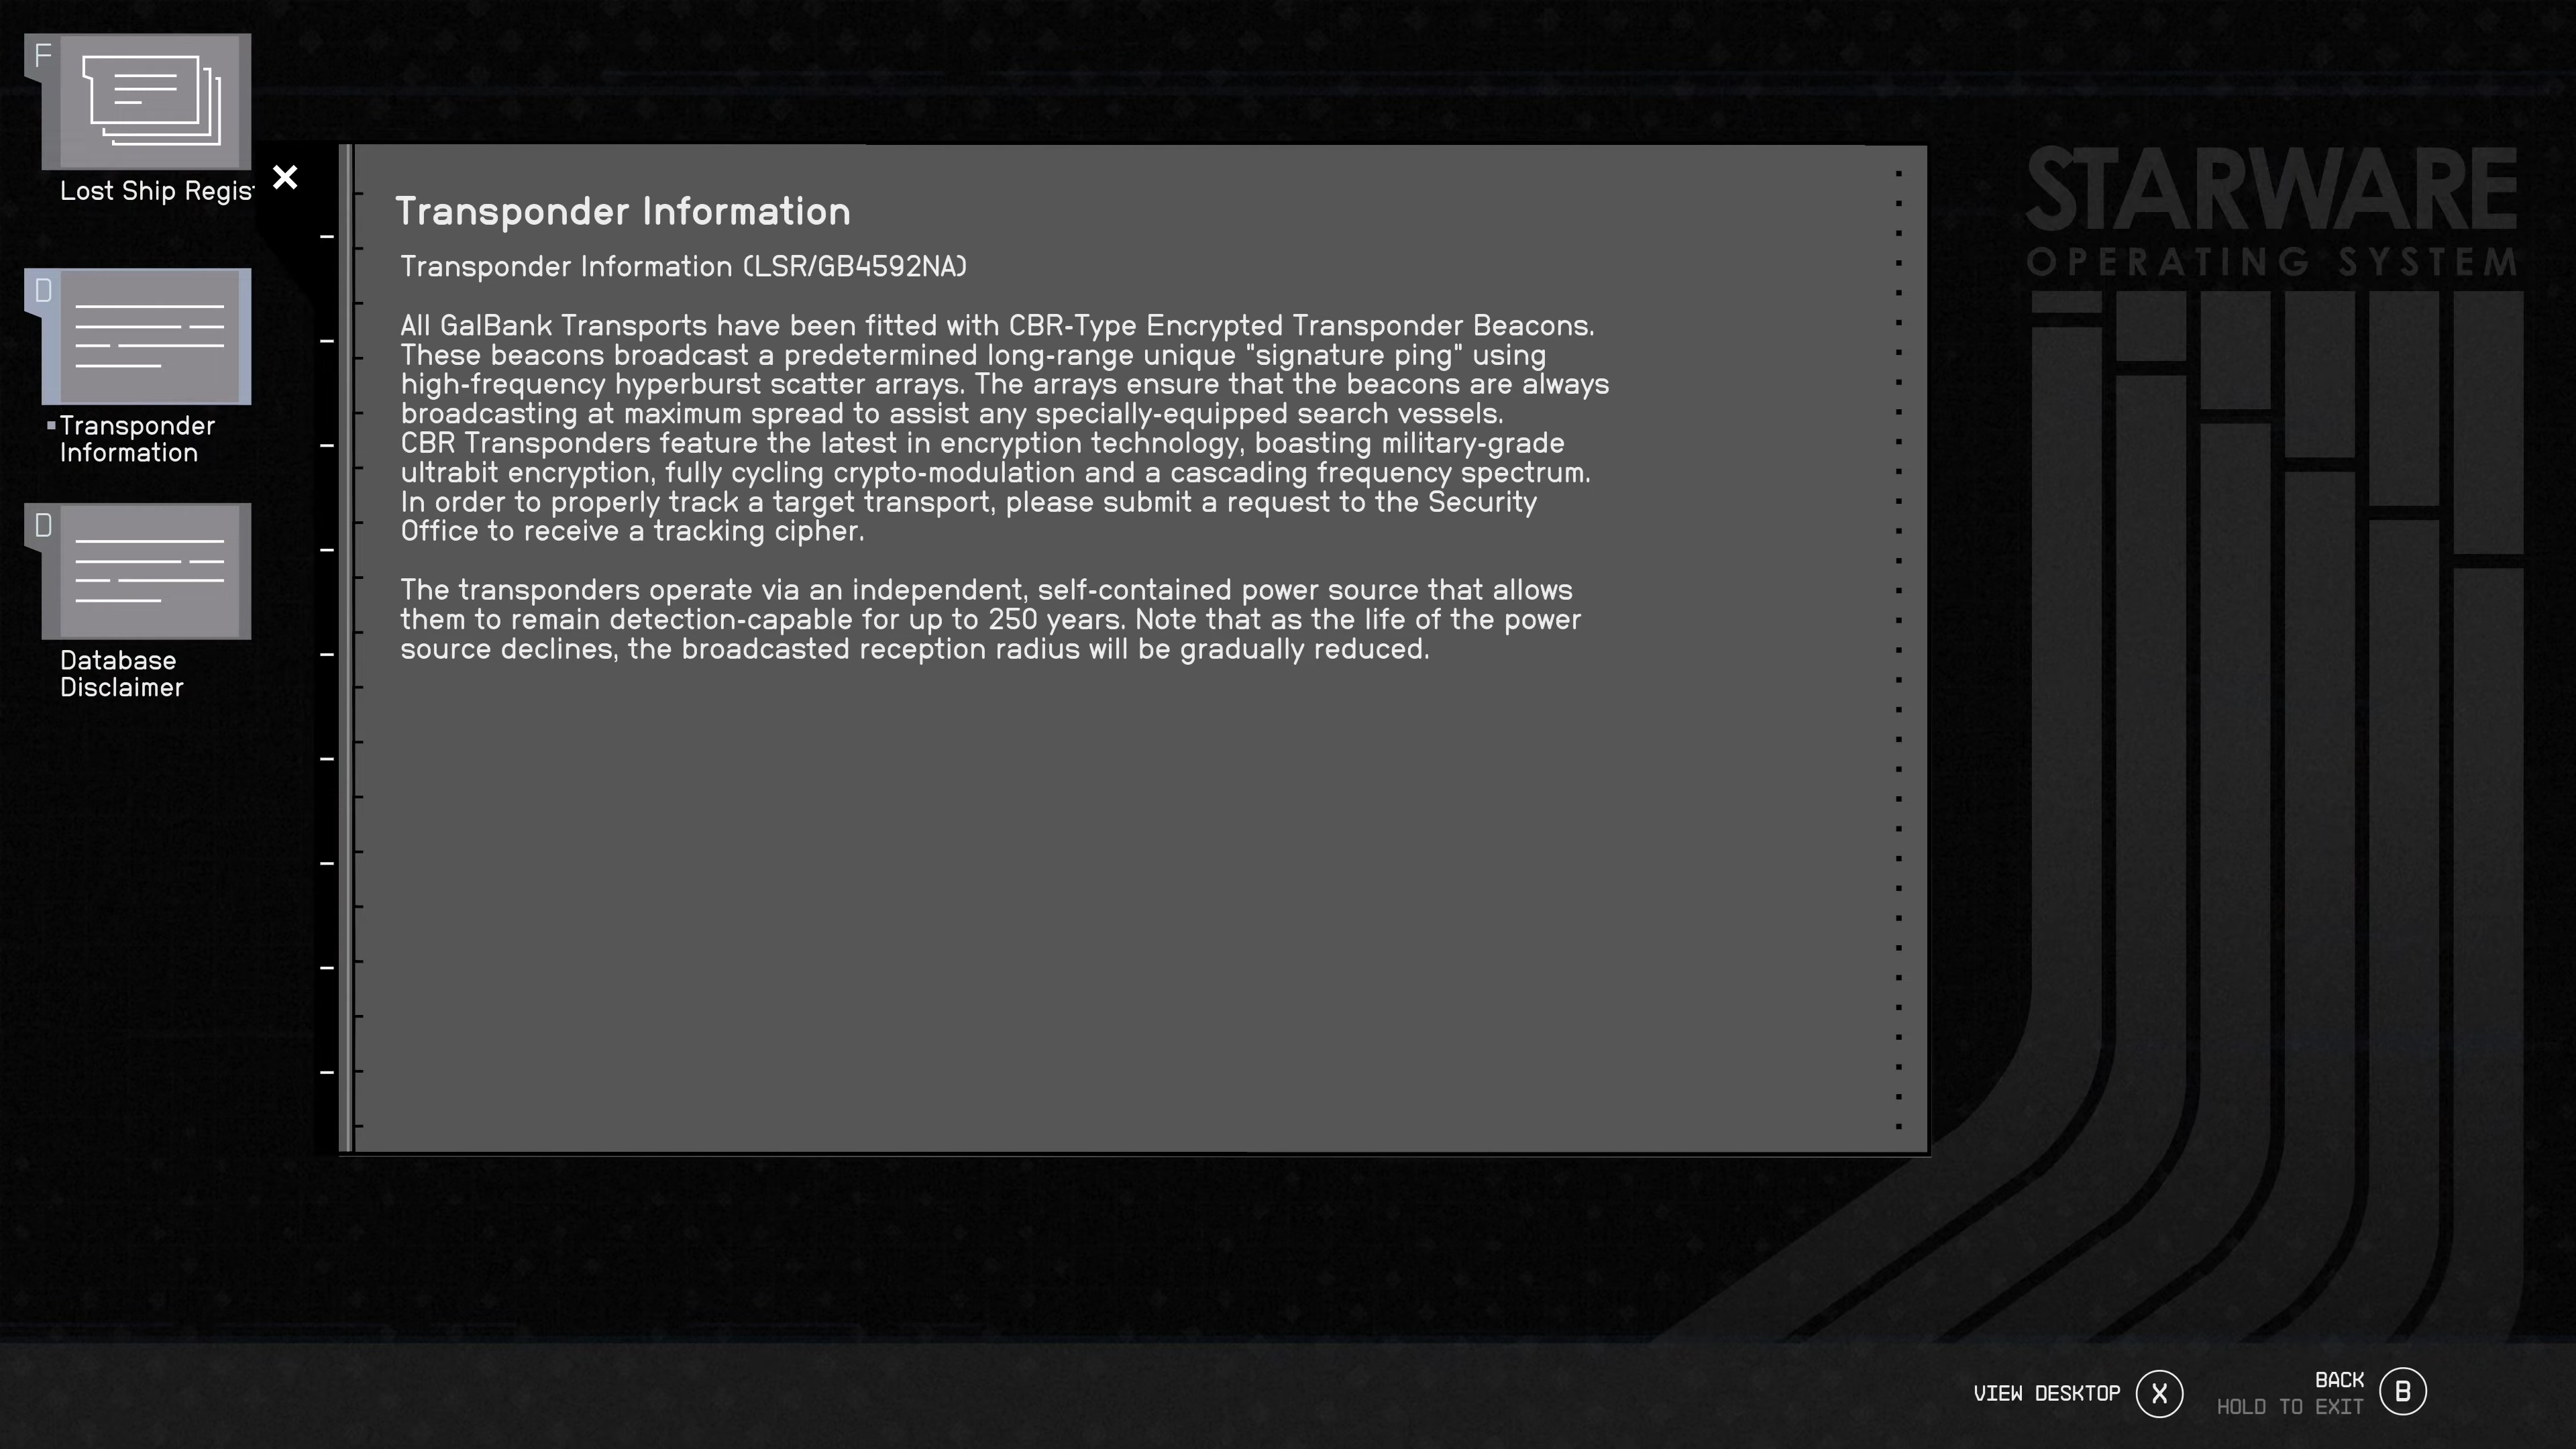 F
Lost Ship Regis
D
Transponder
Information
D
Database
Disclaimer
Transponder Information
Transponder Information (LSR/GB4592NA)
All GalBank Transports have been fitted with CBR-Type Encrypted Transponder Beacons.
These beacons broadcast a predetermined long-range unique "signature ping" using
high-frequency hyperburst scatter arrays. The arrays ensure that the beacons are always
broadcasting at maximum spread to assist any specially-equipped search vessels.
CBR Transponders feature the latest in encryption technology, boasting military-grade
ultrabit encryption, fully cycling crypto-modulation and a cascading frequency spectrum.
In order to properly track a target transport, please submit a request to the Security
Office to receive a tracking cipher.
The transponders operate via an independent, self-contained power source that allows
them to remain detection-capable for up to 250 years. Note that as the life of the power
source declines, the broadcasted reception radius will be gradually reduced.
STARWARE
OPERATING SYSTEM
VIEW DESKTOP X
BACK B
HOLD TO EXIT